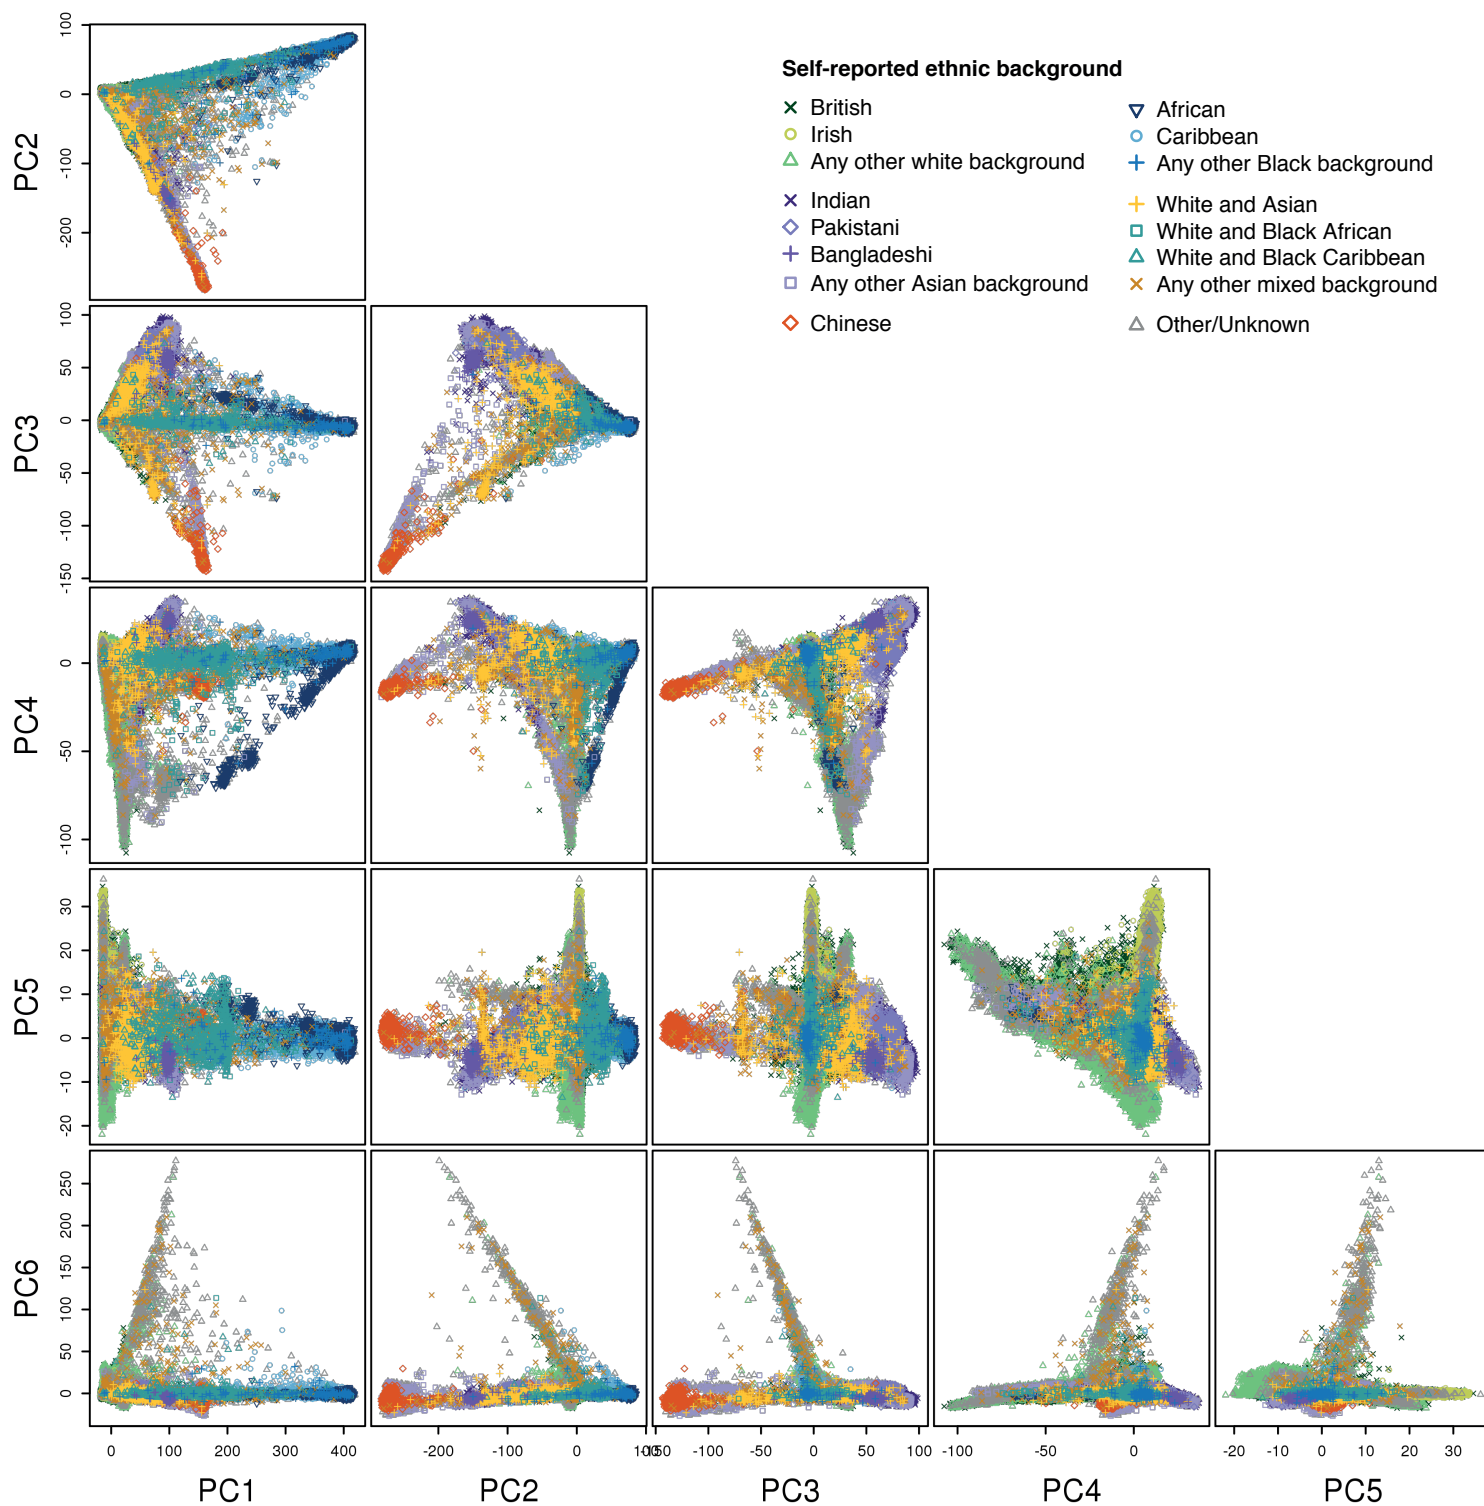 Self-reported ethnic background
British
Irish
Any other white background
Indian
Pakistani
Bangladeshi
Any other Asian background
Chinese
African
Caribbean
Any other Black background
White and Asian
White and Black African
White and Black Caribbean
Any other mixed background
Other/Unknown
PC2
100
0
-100
-200
PC3
100
50
0
-50
-100
-150
PC4
0
-50
-100
PC5
30
20
10
0
-10
-20
PC6
250
200
150
100
50
0
0 100 200 300 400
-200 -100 0 100
-150 -100 -50 0 50 100
-100 -50 0
-20 -10 0 10 20 30
PC1 PC2 PC3 PC4 PC5